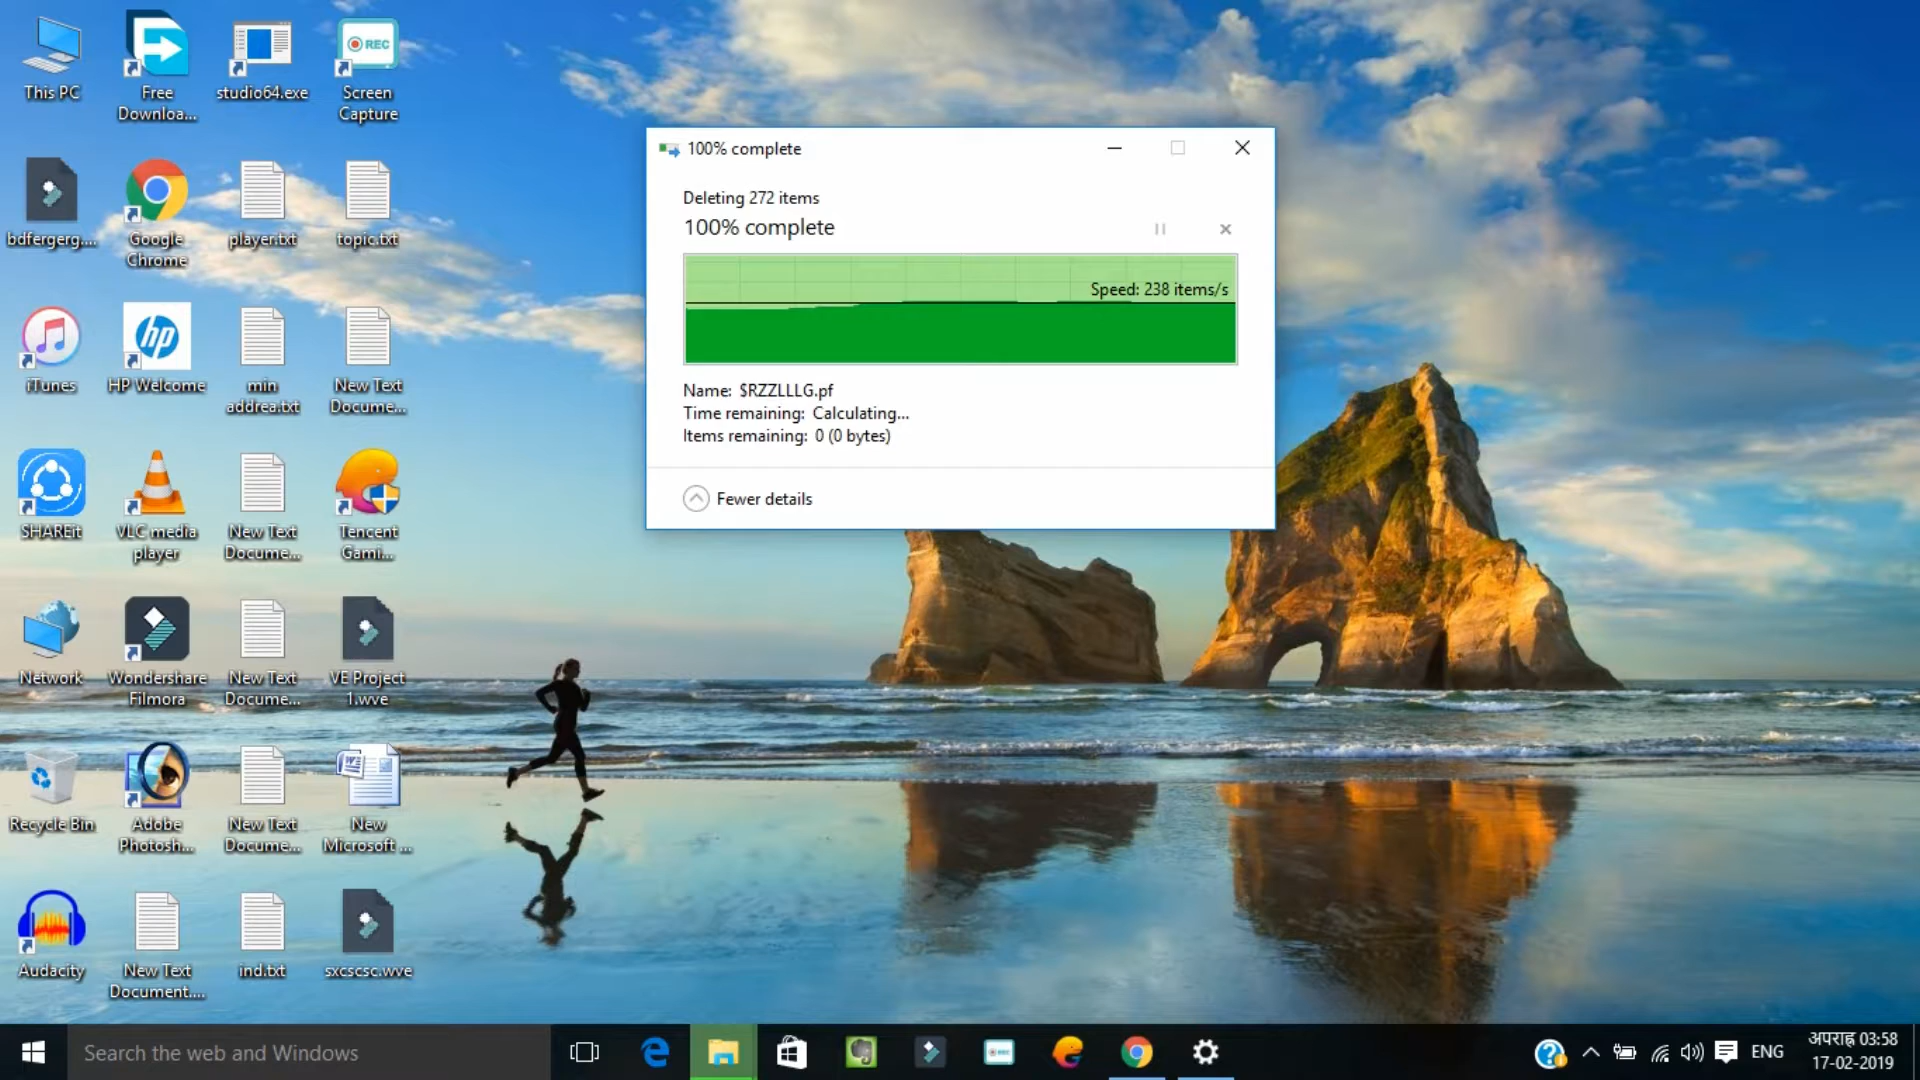 This PC
Free
Downloa...
studio64.exe
REC
Screen
Capture
bdfergerg....
Google
Chrome
player.txt
topic.txt
iTunes
hp
HP Welcome
min
addrea.txt
New Text
Docume...
SHAREit
VLC media
player
New Text
Docume...
Tencent
Gami...
Network
Wondershare
Filmora
New Text
Docume...
VE Project
1.wve
Recycle Bin
Adobe
Photosh...
New Text
Docume...
W
New
Microsoft ...
Audacity
New Text
Document....
ind.txt
sxcscsc.wve
100% complete
Deleting 272 items
100% complete
Speed: 238 items/s
Name: $RZZLLLG.pf
Time remaining: Calculating...
Items remaining: 0 (0 bytes)
Fewer details
Search the web and Windows
ENG
अपराह्न 03:58
17-02-2019